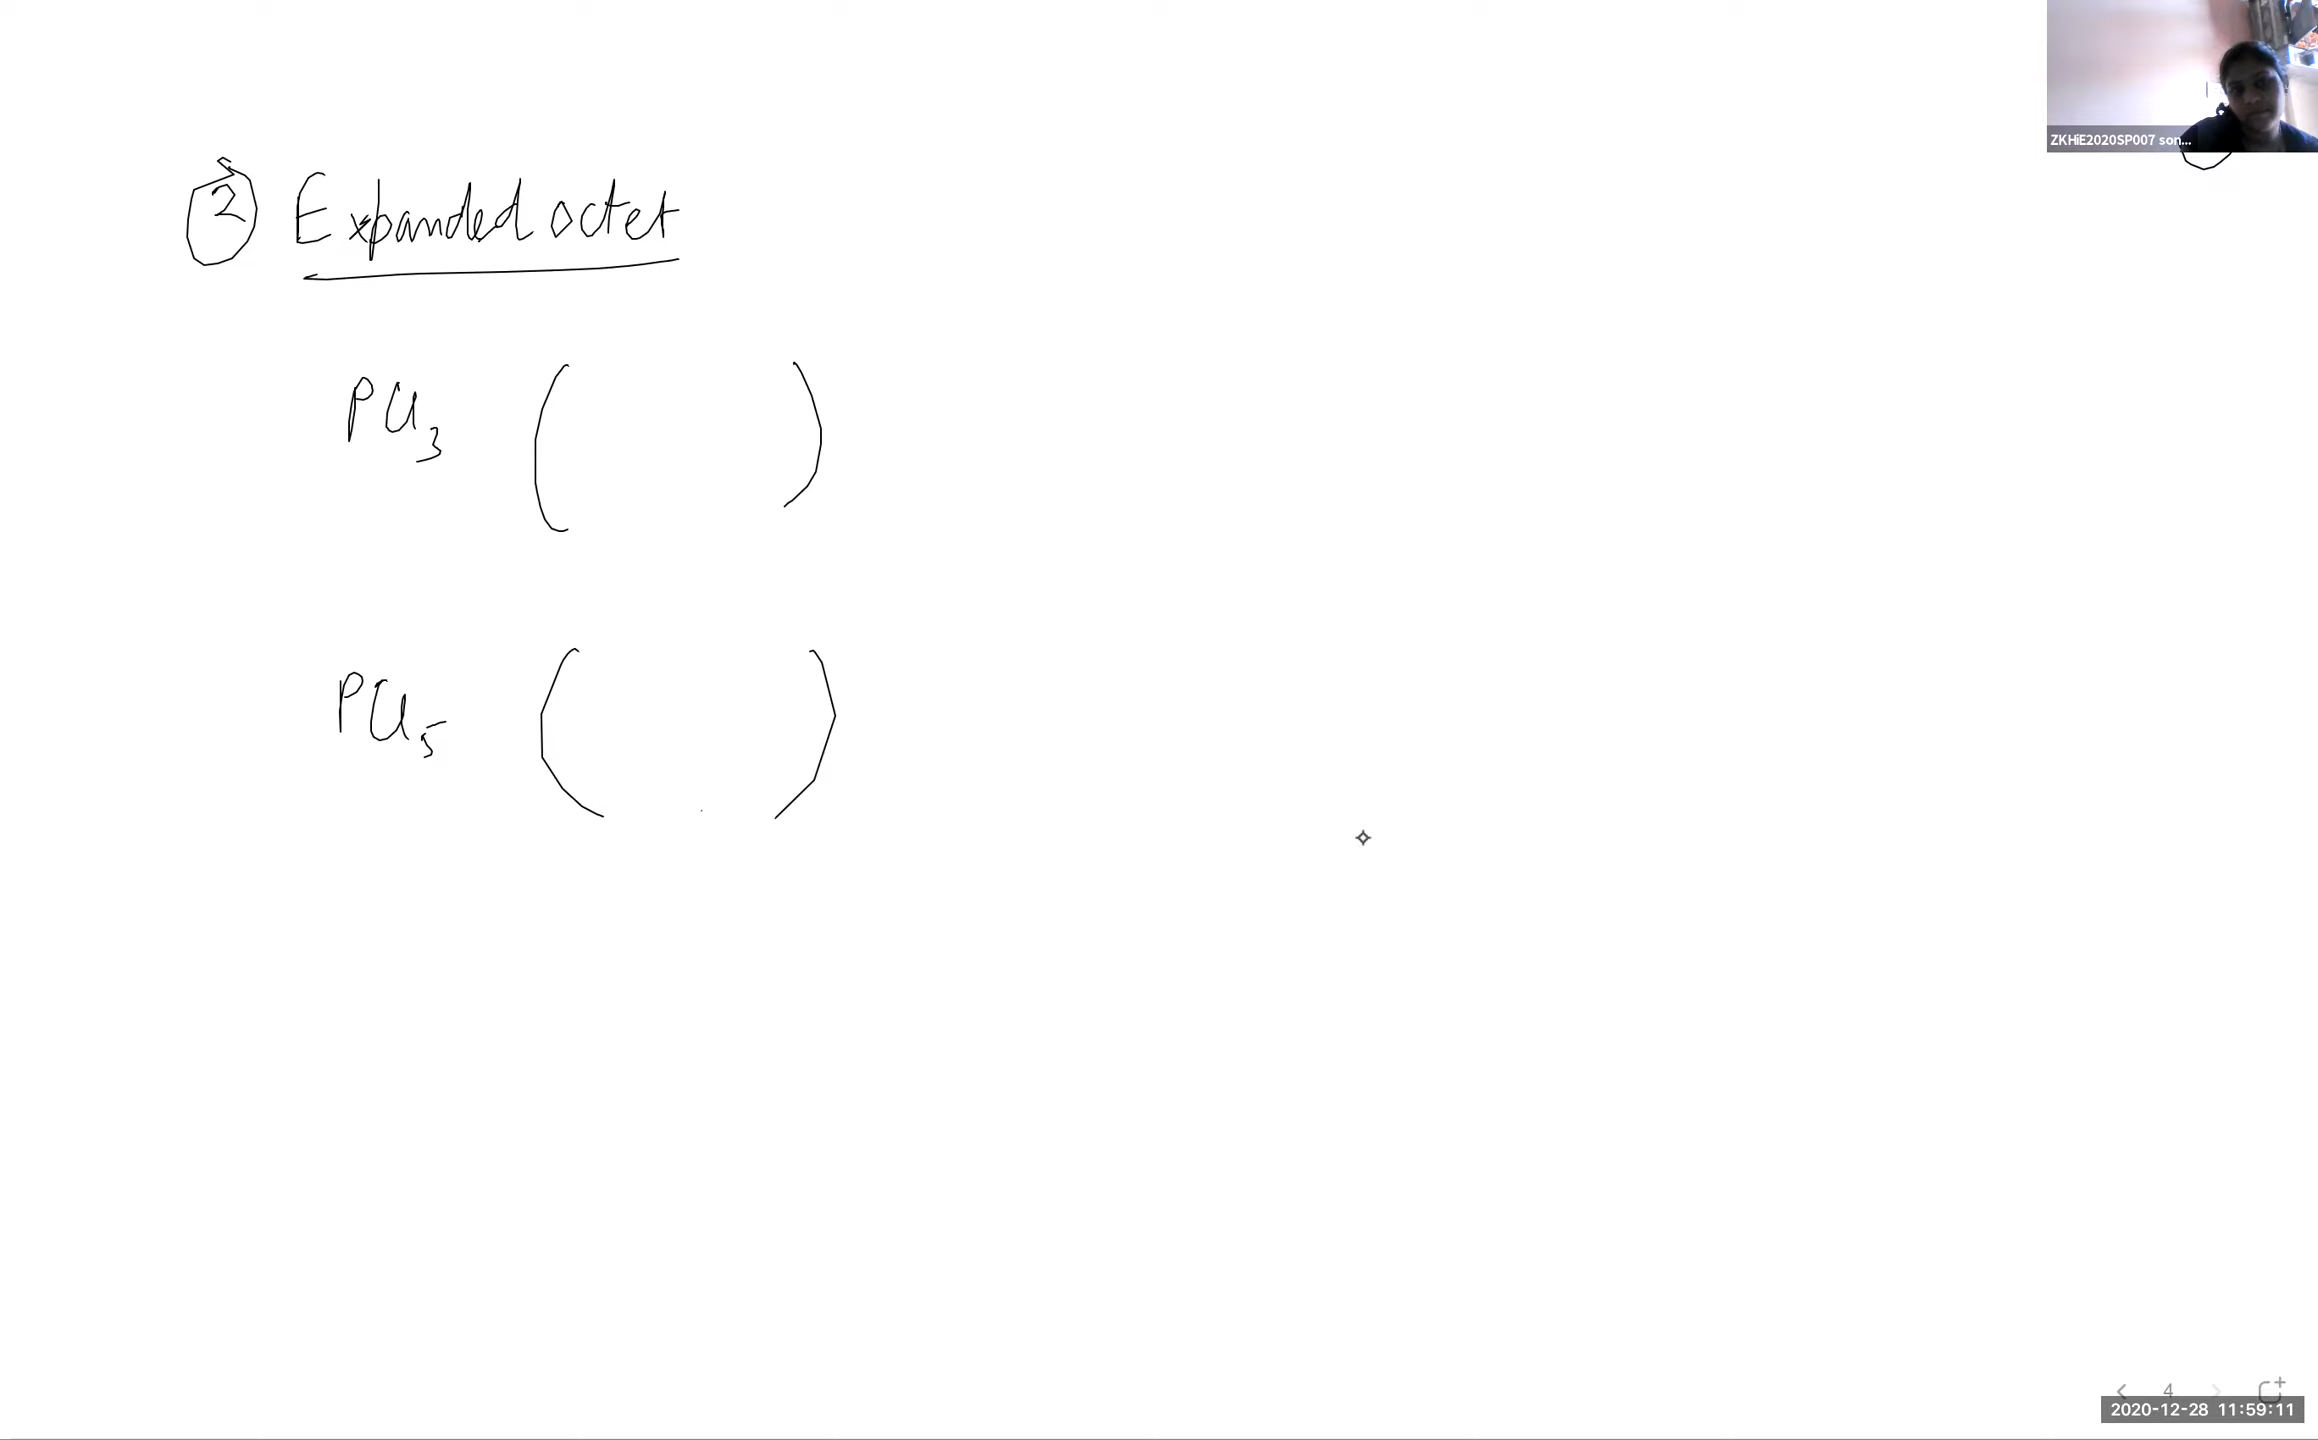 ZKHiE2020SP007 son...
② Expanded octet
PCl₃ ( )
PCl₅ ( )
4
2020-12-28 11:59:11